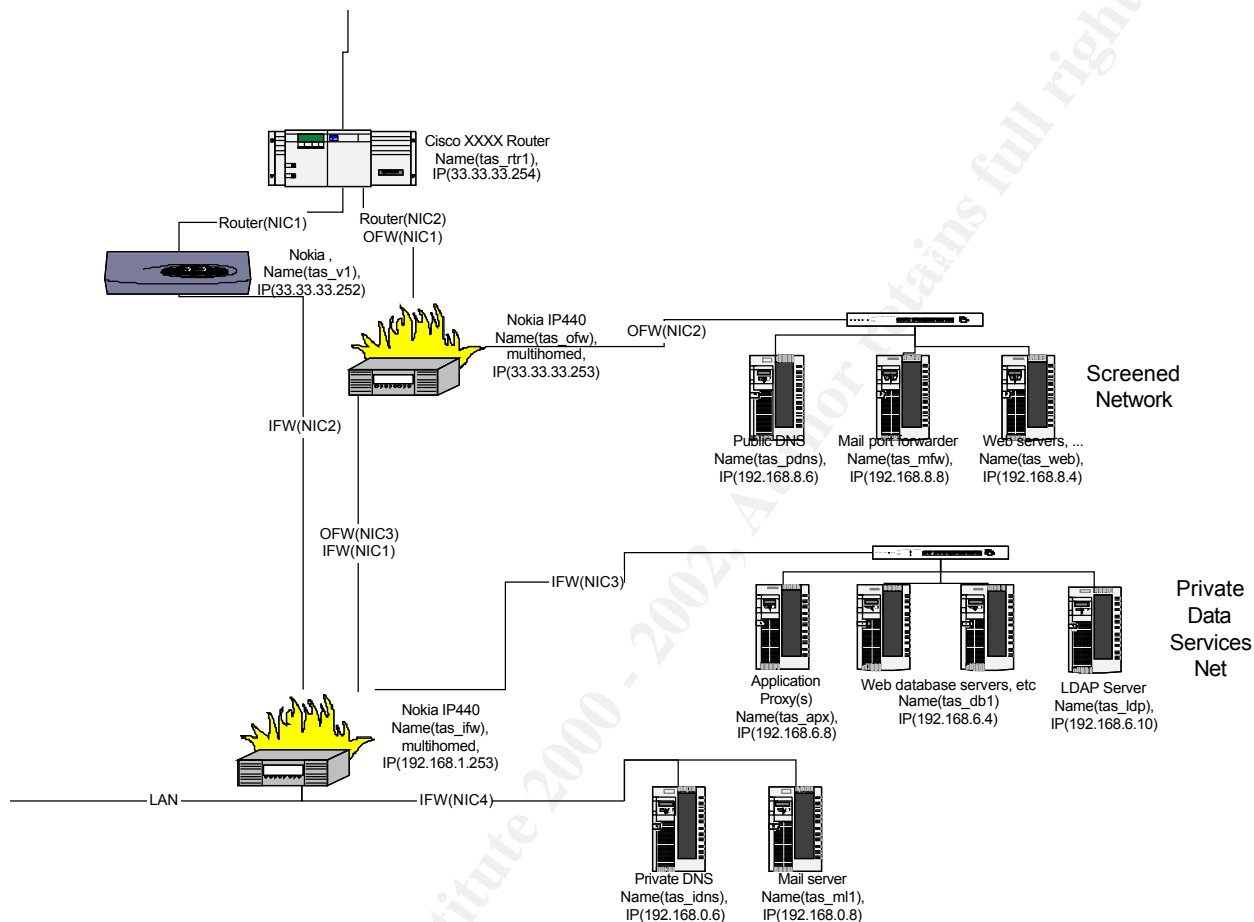 Cisco XXXX Router
Name(tas_rtr1),
IP(33.33.33.254)
Router(NIC1)
Router(NIC2)
OFW(NIC1)
Nokia ,
Name(tas_v1),
IP(33.33.33.252)
Nokia IP440
Name(tas_ofw),
multihomed,
IP(33.33.33.253)
OFW(NIC2)
Screened
Network
Public DNS
Name(tas_pdns),
IP(192.168.8.6)
Mail port forwarder
Name(tas_mfw),
IP(192.168.8.8)
Web servers, ...
Name(tas_web),
IP(192.168.8.4)
IFW(NIC2)
OFW(NIC3)
IFW(NIC1)
IFW(NIC3)
Private
Data
Services
Net
Application
Proxy(s)
Name(tas_apx),
IP(192.168.6.8)
Web database servers, etc
Name(tas_db1)
IP(192.168.6.4)
LDAP Server
Name(tas_ldp),
IP(192.168.6.10)
Nokia IP440
Name(tas_ifw),
multihomed,
IP(192.168.1.253)
LAN
IFW(NIC4)
Private DNS
Name(tas_idns),
IP(192.168.0.6)
Mail server
Name(tas_ml1),
IP(192.168.0.8)
titute 2000 - 2002, Author retains full right